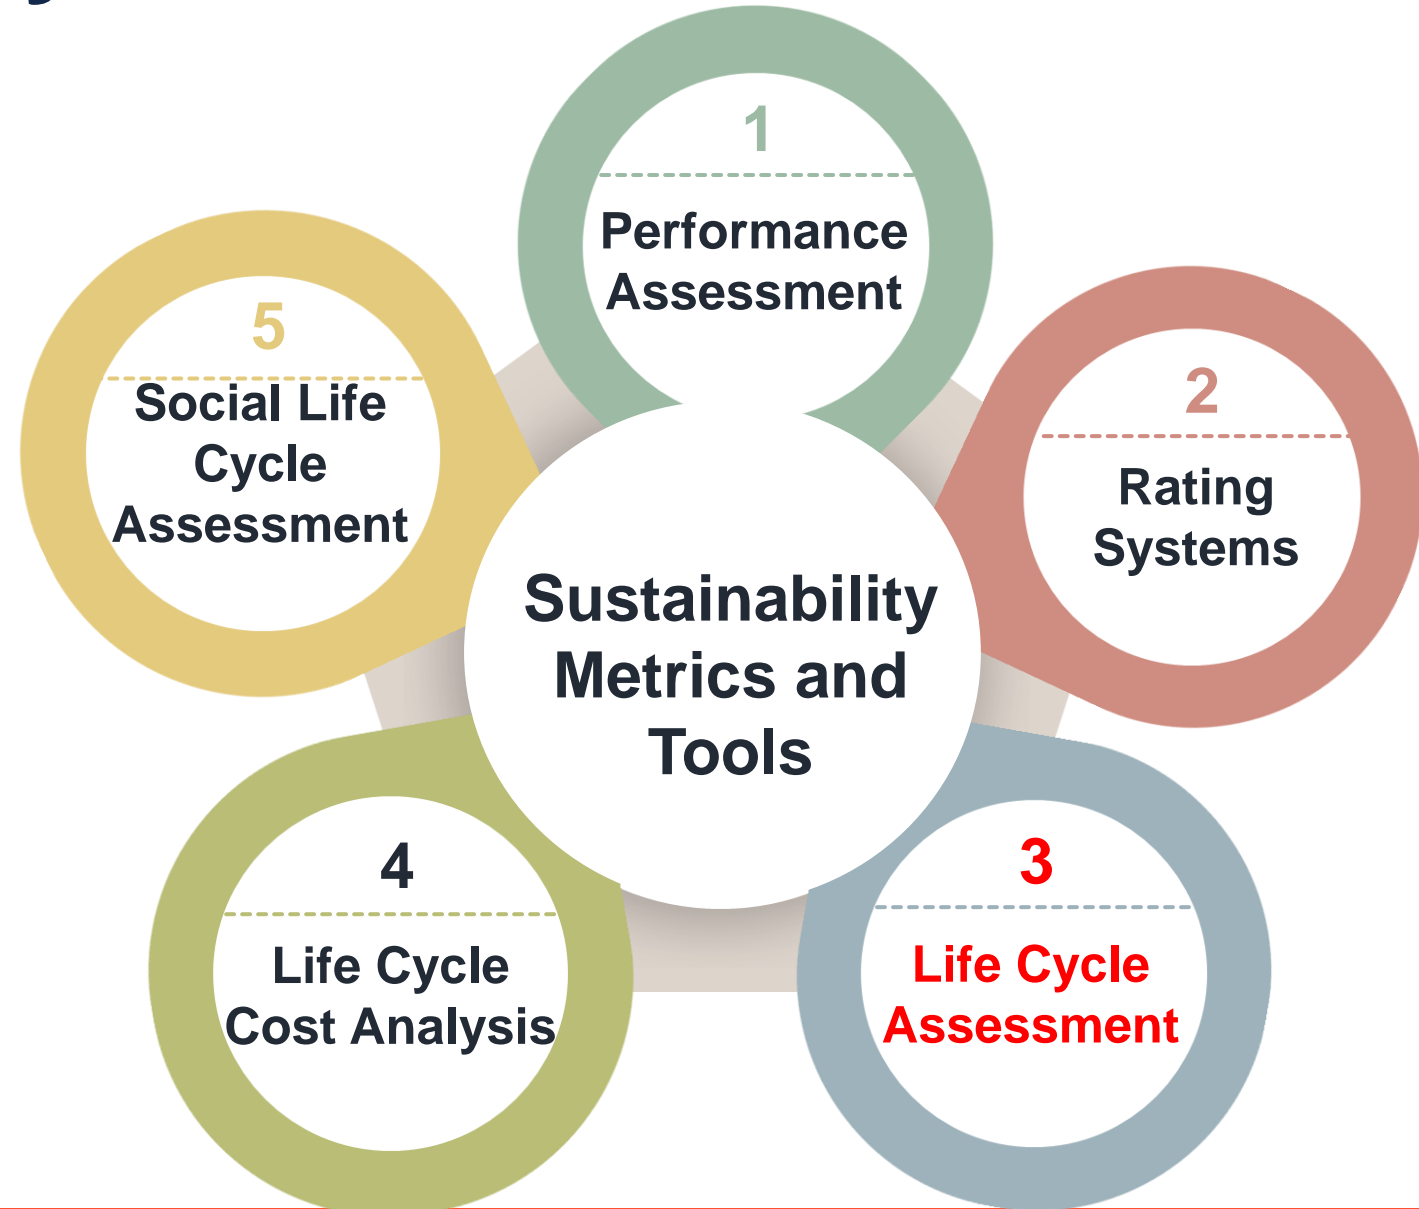 1
Performance
Assessment
2
Rating
Systems
3
Life Cycle
Assessment
4
Life Cycle
Cost Analysis
5
Social Life
Cycle
Assessment
Sustainability
Metrics and
Tools